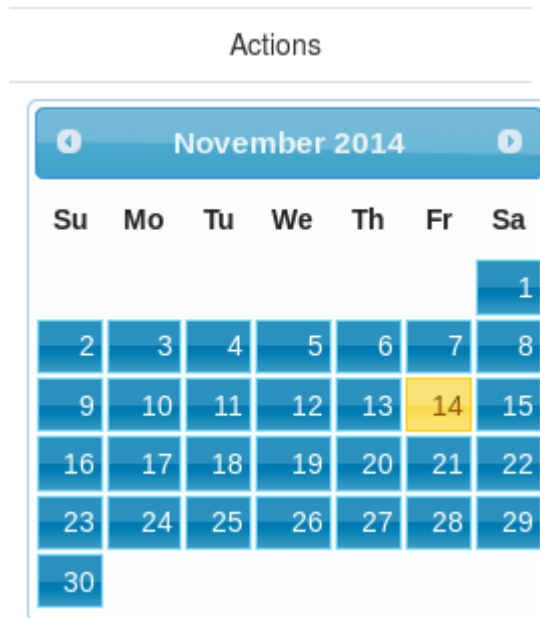 Actions
November 2014
Su Mo Tu We Th Fr Sa
1
2 3 4 5 6 7 8
9 10 11 12 13 14 15
16 17 18 19 20 21 22
23 24 25 26 27 28 29
30